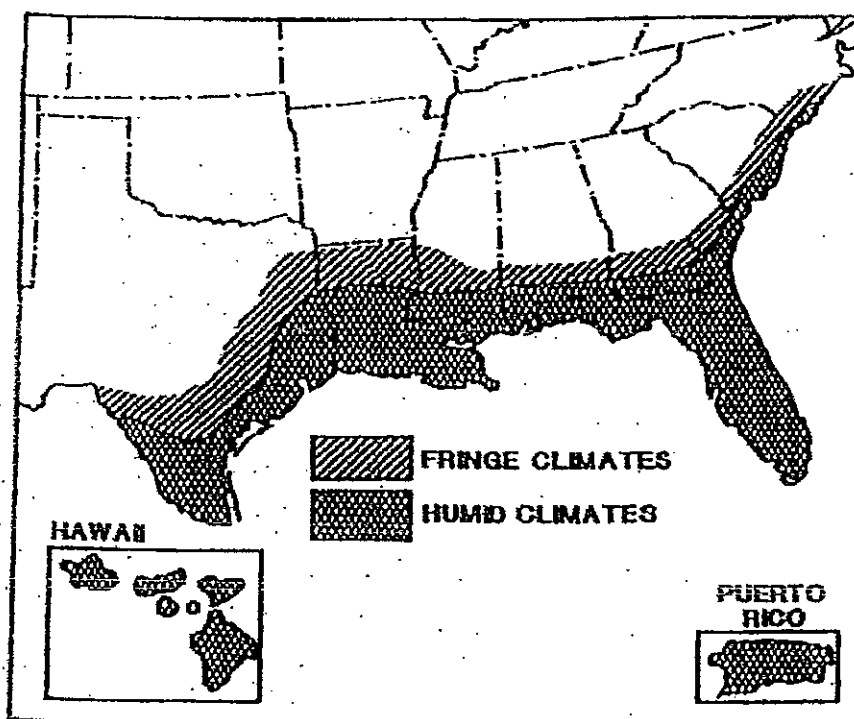 FRINGE CLIMATES
HUMID CLIMATES
HAWAII
PUERTO
RICO